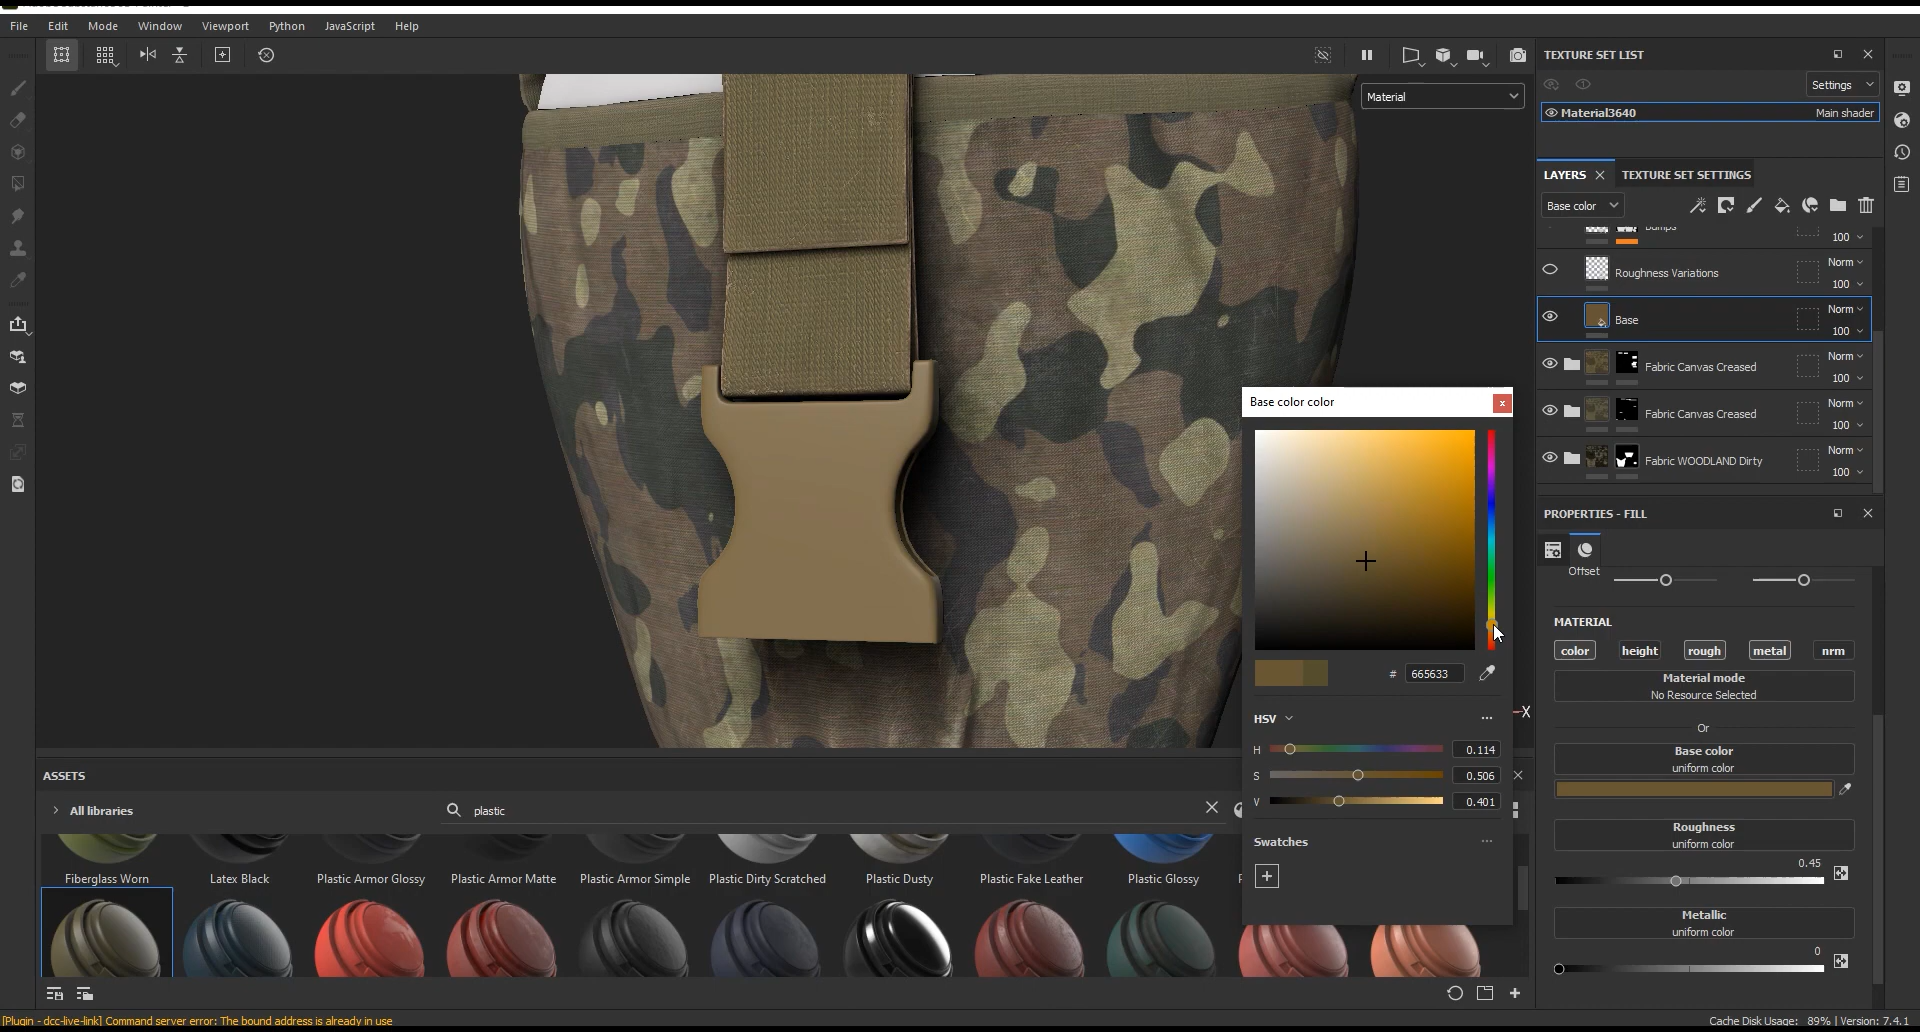 File Edit Mode Window Viewport Python JavaScript Help
Material
TEXTURE SET LIST
Settings
Material3640 Main shader
LAYERS TEXTURE SET SETTINGS
Base color
100
Norm
Roughness Variations
100
Norm
Base
100
Norm
Fabric Canvas Creased
100
Norm
Fabric Canvas Creased
100
Norm
Fabric WOODLAND Dirty
100
Base color color
# 665633
HSV
H 0.114
S 0.506
V 0.401
Swatches
X
PROPERTIES - FILL
Offset
MATERIAL
color height rough metal nrm
Material mode
No Resource Selected
Or
Base color
uniform color
Roughness
uniform color
0.45
Metallic
uniform color
0
ASSETS
All libraries
plastic
Fiberglass Worn Latex Black Plastic Armor Glossy Plastic Armor Matte Plastic Armor Simple Plastic Dirty Scratched Plastic Dusty Plastic Fake Leather Plastic Glossy
[Plugin - dcc-live-link] Command server error: The bound address is already in use
Cache Disk Usage: 89% | Version: 7.4.1